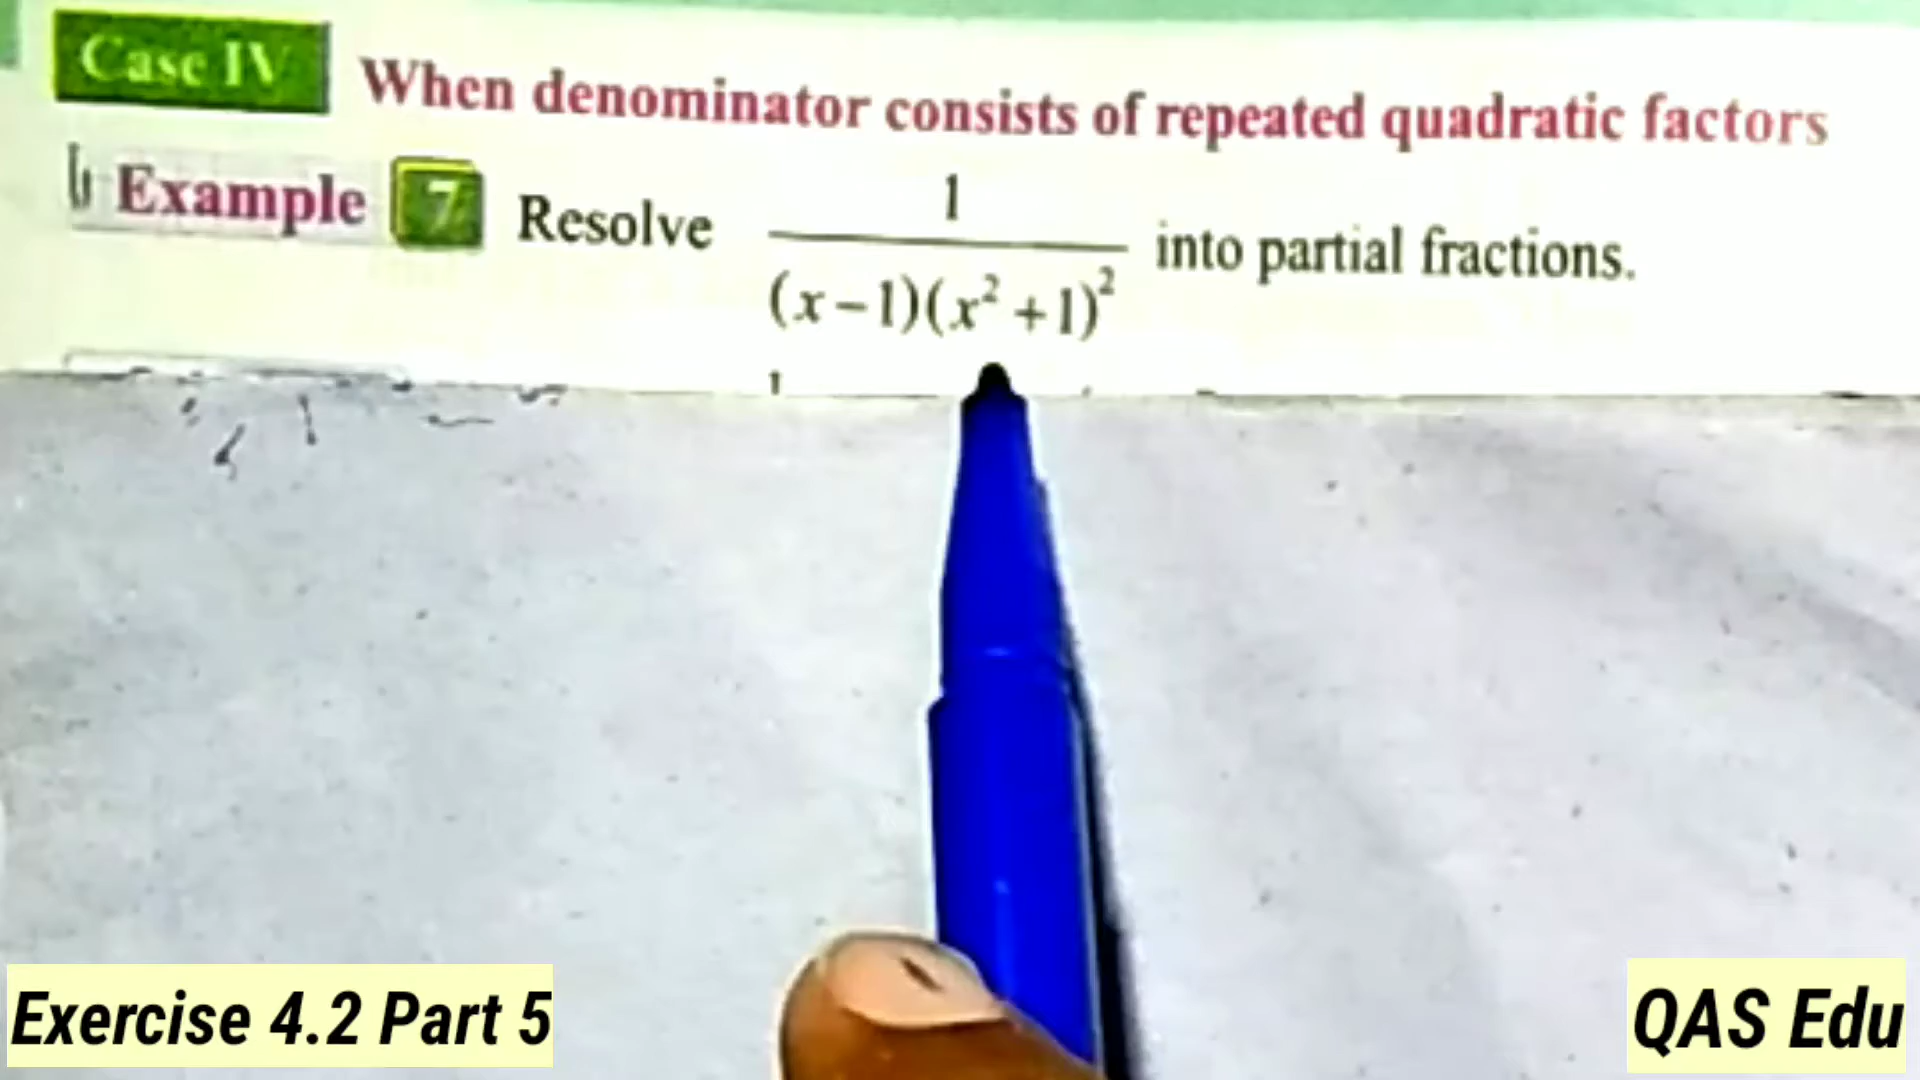 Case IV When denominator consists of repeated quadratic factors
Example 7 Resolve 1/((x−1)(x²+1)²) into partial fractions.
Exercise 4.2 Part 5
QAS Edu